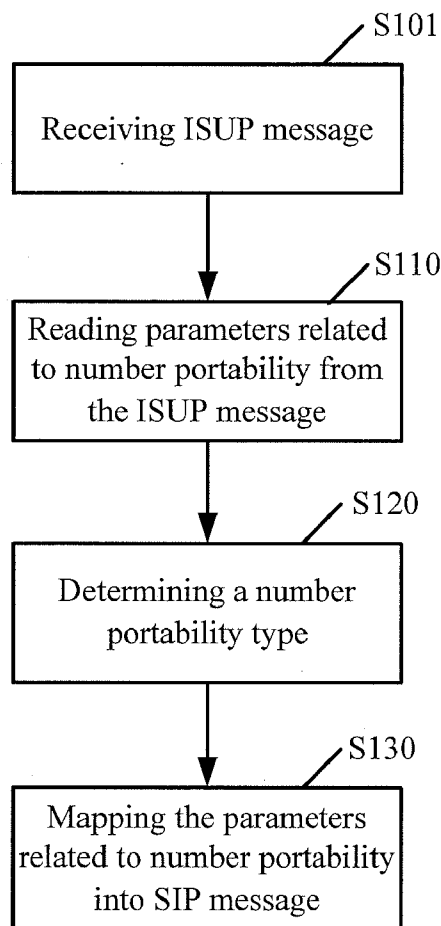 S101
Receiving ISUP message
S110
Reading parameters related
to number portability from
the ISUP message
S120
Determining a number
portability type
S130
Mapping the parameters
related to number portability
into SIP message